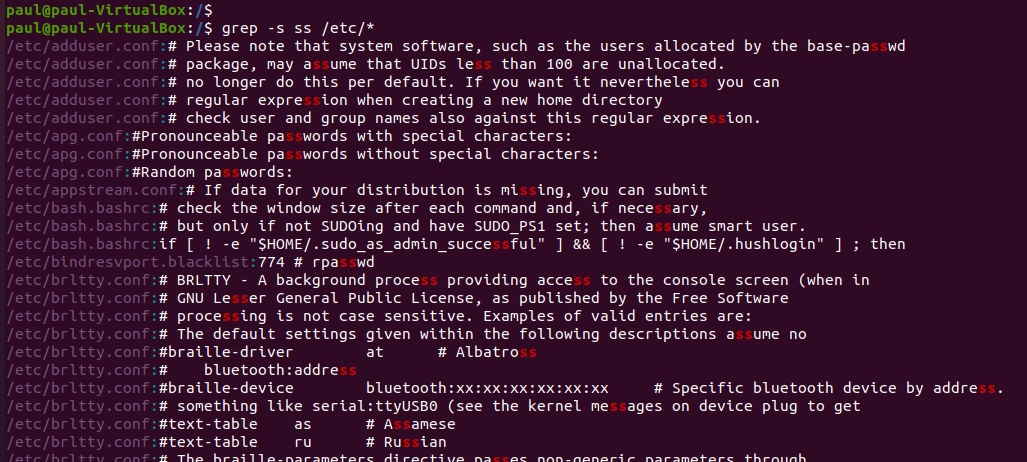 paul@paul-VirtualBox:/$
paul@paul-VirtualBox:/$ grep -s ss /etc/*
/etc/adduser.conf:# Please note that system software, such as the users allocated by the base-passwd
/etc/adduser.conf:# package, may assume that UIDs less than 100 are unallocated.
/etc/adduser.conf:# no longer do this per default. If you want it nevertheless you can
/etc/adduser.conf:# regular expression when creating a new home directory
/etc/adduser.conf:# check user and group names also against this regular expression.
/etc/apg.conf:#Pronounceable passwords with special characters:
/etc/apg.conf:#Pronounceable passwords without special characters:
/etc/apg.conf:#Random passwords:
/etc/appstream.conf:# If data for your distribution is missing, you can submit
/etc/bash.bashrc:# check the window size after each command and, if necessary,
/etc/bash.bashrc:# but only if not SUDOing and have SUDO_PS1 set; then assume smart user.
/etc/bash.bashrc:if [ ! -e "$HOME/.sudo_as_admin_successful" ] && [ ! -e "$HOME/.hushlogin" ] ; then
/etc/bindresvport.blacklist:774 # rpasswd
/etc/brltty.conf:# BRLTTY - A background process providing access to the console screen (when in
/etc/brltty.conf:# GNU Lesser General Public License, as published by the Free Software
/etc/brltty.conf:# processing is not case sensitive. Examples of valid entries are:
/etc/brltty.conf:# The default settings given within the following descriptions assume no
/etc/brltty.conf:#braille-driver        at      # Albatross
/etc/brltty.conf:#    bluetooth:address
/etc/brltty.conf:#braille-device        bluetooth:xx:xx:xx:xx:xx:xx     # Specific bluetooth device by address.
/etc/brltty.conf:# something like serial:ttyUSB0 (see the kernel messages on device plug to get
/etc/brltty.conf:#text-table    as      # Assamese
/etc/brltty.conf:#text-table    ru      # Russian
/etc/brltty.conf:# The braille-parameters directive passes non-generic parameters through